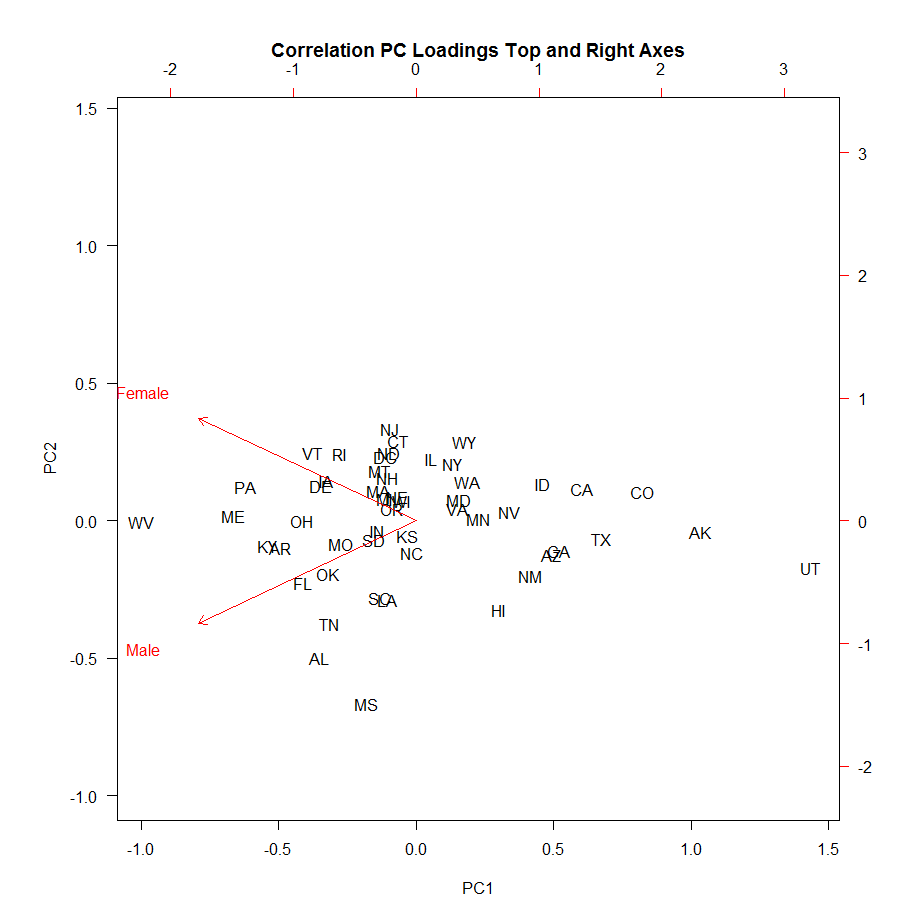 Correlation PC Loadings Top and Right Axes
-2 -1 0 1 2 3
1.5
3
1.0
2
0.5
1
Female
NJ
CT WY
VT RI ND
DC IL NY
MT
NH WA
IA
PA DE ID CA CO
MA
NE MD
WI
OR VA
ME NV
WV OH MN
0.0
0
IN AK
KS
SD TX
KY AR MO
NC AZ GA
UT
OK NM
FL
SC LA
HI
TN
Male
AL
-0.5
-1
MS
-2
-1.0
PC2
-1.0 -0.5 0.0 0.5 1.0 1.5
PC1